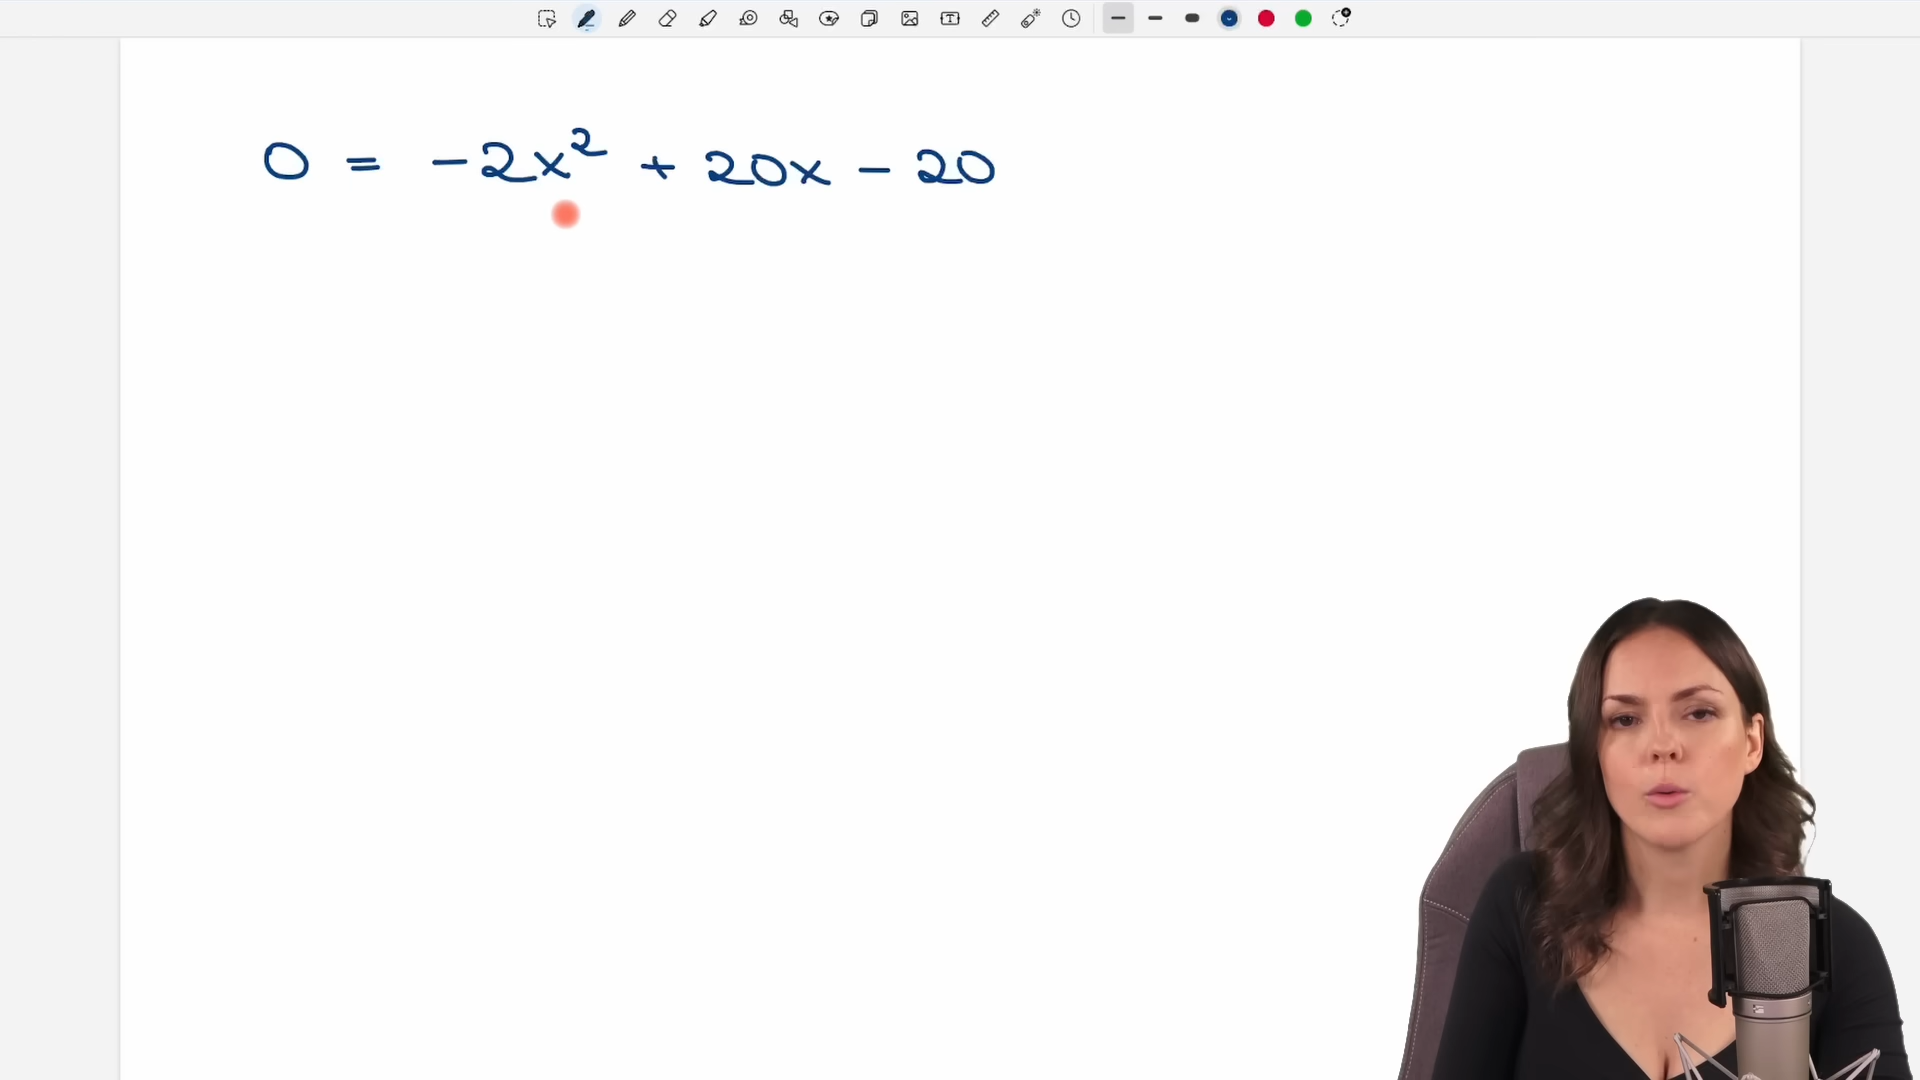 0 = -2x² + 20x - 20